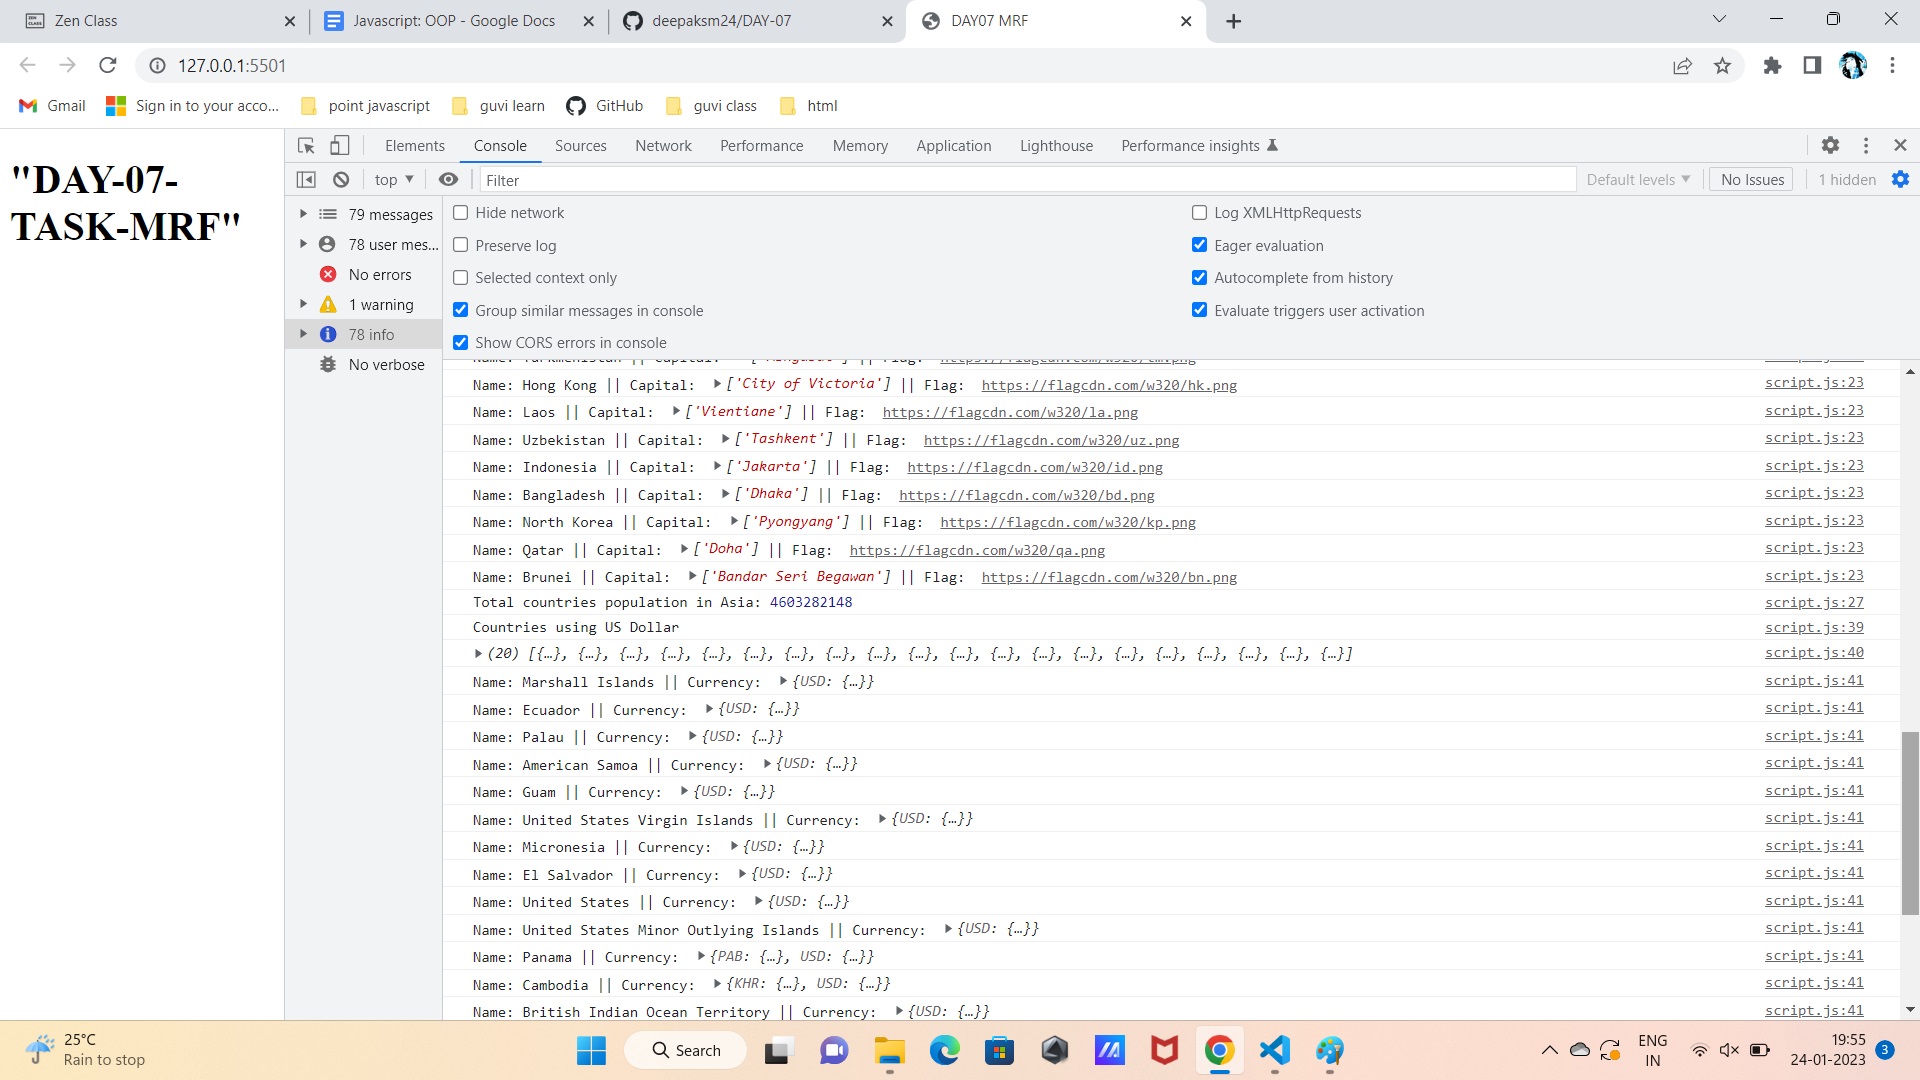 Zen Class
Javascript: OOP - Google Docs
deepaksm24/DAY-07
DAY07 MRF
127.0.0.1:5501
Gmail
Sign in to your acco...
point javascript
guvi learn
GitHub
guvi class
html
"DAY-07-
TASK-MRF"
Elements
Console
Sources
Network
Performance
Memory
Application
Lighthouse
Performance insights
top
Filter
Default levels
No Issues
1 hidden
79 messages
78 user mes...
No errors
1 warning
78 info
No verbose
Hide network
Preserve log
Selected context only
Group similar messages in console
Show CORS errors in console
Log XMLHttpRequests
Eager evaluation
Autocomplete from history
Evaluate triggers user activation
Name: Turkmenistan || Capital: ['Ashgabat'] || Flag: https://flagcdn.com/w320/tm.png
Name: Hong Kong || Capital: ▶['City of Victoria'] || Flag: https://flagcdn.com/w320/hk.png script.js:23
Name: Laos || Capital: ▶['Vientiane'] || Flag: https://flagcdn.com/w320/la.png script.js:23
Name: Uzbekistan || Capital: ▶['Tashkent'] || Flag: https://flagcdn.com/w320/uz.png script.js:23
Name: Indonesia || Capital: ▶['Jakarta'] || Flag: https://flagcdn.com/w320/id.png script.js:23
Name: Bangladesh || Capital: ▶['Dhaka'] || Flag: https://flagcdn.com/w320/bd.png script.js:23
Name: North Korea || Capital: ▶['Pyongyang'] || Flag: https://flagcdn.com/w320/kp.png script.js:23
Name: Qatar || Capital: ▶['Doha'] || Flag: https://flagcdn.com/w320/qa.png script.js:23
Name: Brunei || Capital: ▶['Bandar Seri Begawan'] || Flag: https://flagcdn.com/w320/bn.png script.js:23
Total countries population in Asia: 4603282148 script.js:27
Countries using US Dollar script.js:39
▶(20) [{…}, {…}, {…}, {…}, {…}, {…}, {…}, {…}, {…}, {…}, {…}, {…}, {…}, {…}, {…}, {…}, {…}, {…}, {…}, {…}] script.js:40
Name: Marshall Islands || Currency: ▶{USD: {…}} script.js:41
Name: Ecuador || Currency: ▶{USD: {…}} script.js:41
Name: Palau || Currency: ▶{USD: {…}} script.js:41
Name: American Samoa || Currency: ▶{USD: {…}} script.js:41
Name: Guam || Currency: ▶{USD: {…}} script.js:41
Name: United States Virgin Islands || Currency: ▶{USD: {…}} script.js:41
Name: Micronesia || Currency: ▶{USD: {…}} script.js:41
Name: El Salvador || Currency: ▶{USD: {…}} script.js:41
Name: United States || Currency: ▶{USD: {…}} script.js:41
Name: United States Minor Outlying Islands || Currency: ▶{USD: {…}} script.js:41
Name: Panama || Currency: ▶{PAB: {…}, USD: {…}} script.js:41
Name: Cambodia || Currency: ▶{KHR: {…}, USD: {…}} script.js:41
Name: British Indian Ocean Territory || Currency: ▶{USD: {…}} script.js:41
25°C
Rain to stop
Search
ENG
IN
19:55
24-01-2023
3